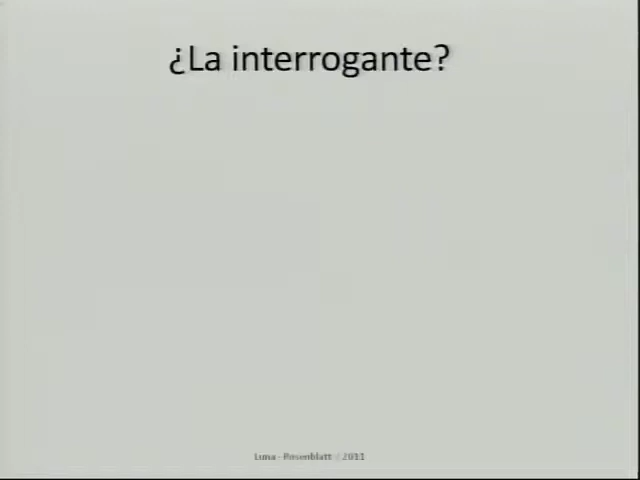 ¿La interrogante?
Luna - Rosenblatt / 2011